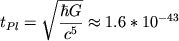 t_{Pl} = \sqrt{\frac{\hbar G}{c^5}} \approx 1.6 * 10^{-43}